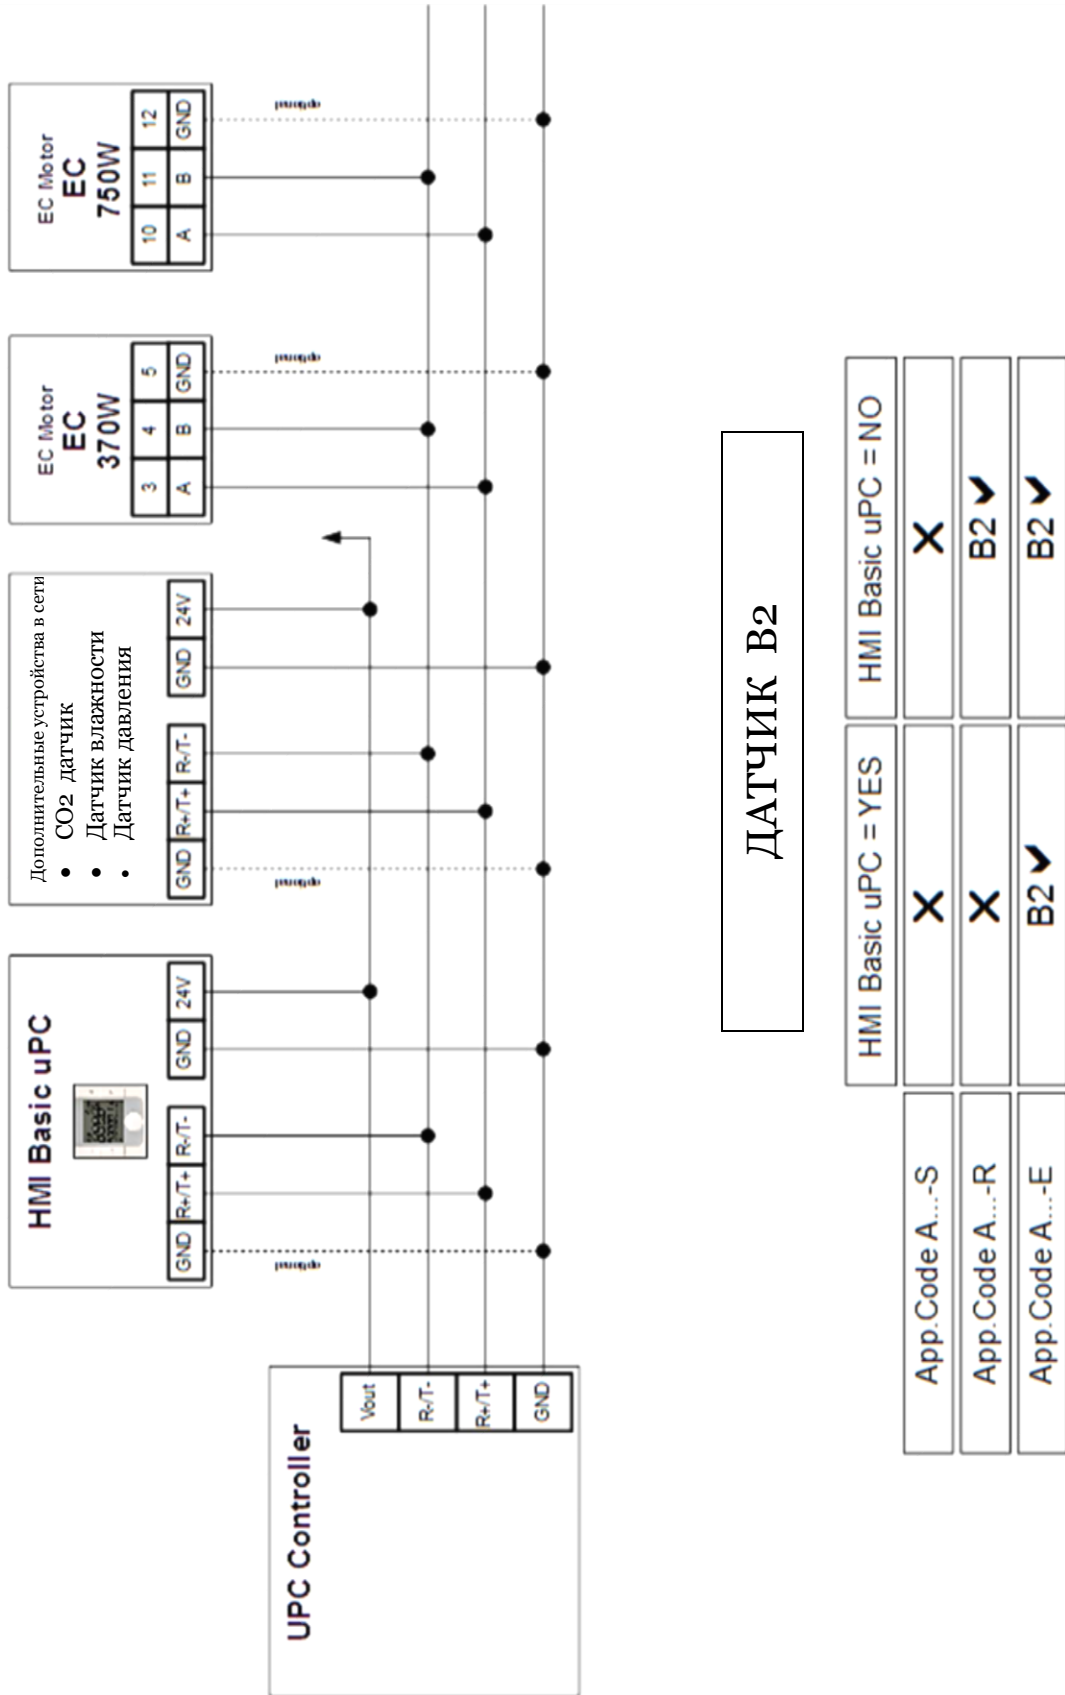 UPC Controller
Vout
R-/T-
R+/T+
GND
HMI Basic uPC
GND R+/T+ R-/T- GND 24V
Дополнительные устройства в сети
• CO2 датчик
• Датчик влажности
• Датчик давления
GND R+/T+ R-/T- GND 24V
EC Motor
EC
370W
3 4 5
A B GND
EC Motor
EC
750W
10 11 12
A B GND
ДАТЧИК B2
HMI Basic uPC = YES HMI Basic uPC = NO
App.Code A...-S ✕ ✕
App.Code A...-R ✕ B2 ✔
App.Code A...-E B2 ✔ B2 ✔